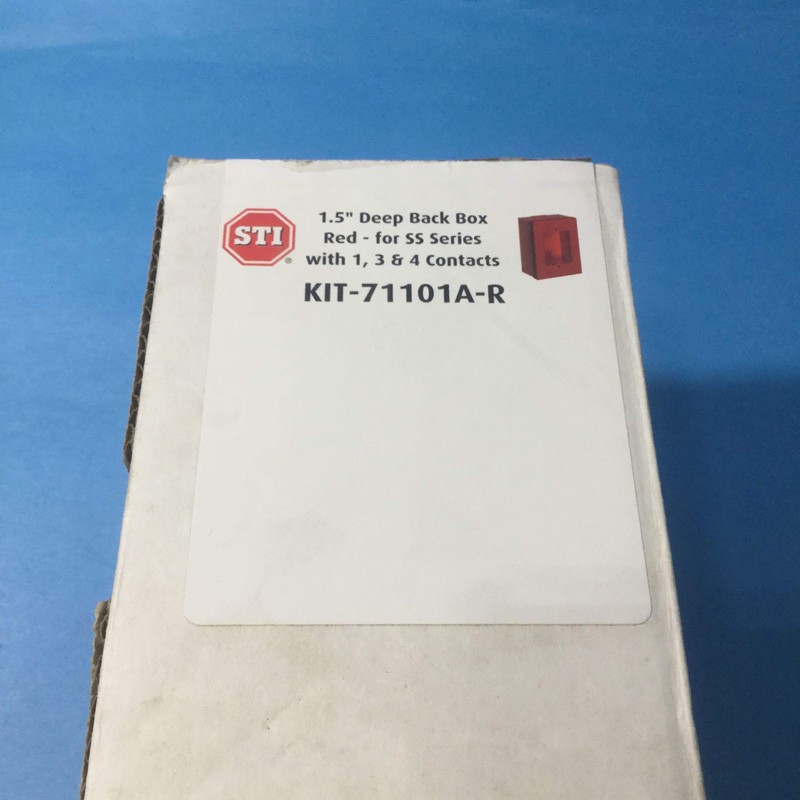 STI
®
1.5" Deep Back Box
Red - for SS Series
with 1, 3 & 4 Contacts
KIT-71101A-R